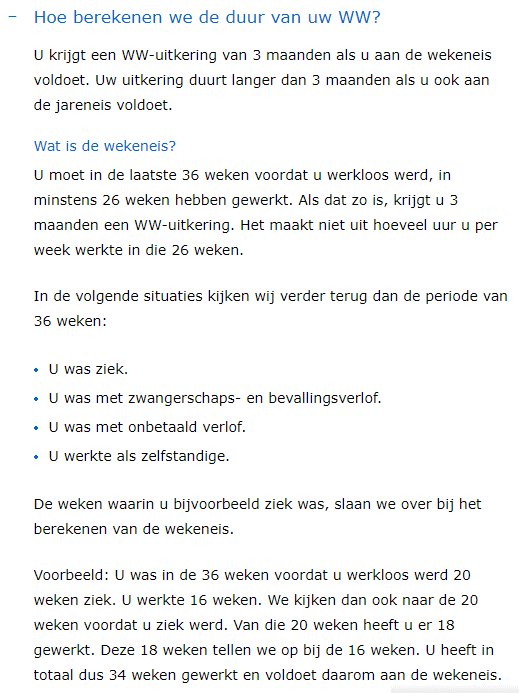 − Hoe berekenen we de duur van uw WW?
U krijgt een WW-uitkering van 3 maanden als u aan de wekeneis
voldoet. Uw uitkering duurt langer dan 3 maanden als u ook aan
de jareneis voldoet.
Wat is de wekeneis?
U moet in de laatste 36 weken voordat u werkloos werd, in
minstens 26 weken hebben gewerkt. Als dat zo is, krijgt u 3
maanden een WW-uitkering. Het maakt niet uit hoeveel uur u per
week werkte in die 26 weken.
In de volgende situaties kijken wij verder terug dan de periode van
36 weken:
• U was ziek.
• U was met zwangerschaps- en bevallingsverlof.
• U was met onbetaald verlof.
• U werkte als zelfstandige.
De weken waarin u bijvoorbeeld ziek was, slaan we over bij het
berekenen van de wekeneis.
Voorbeeld: U was in de 36 weken voordat u werkloos werd 20
weken ziek. U werkte 16 weken. We kijken dan ook naar de 20
weken voordat u ziek werd. Van die 20 weken heeft u er 18
gewerkt. Deze 18 weken tellen we op bij de 16 weken. U heeft in
totaal dus 34 weken gewerkt en voldoet daarom aan de wekeneis.